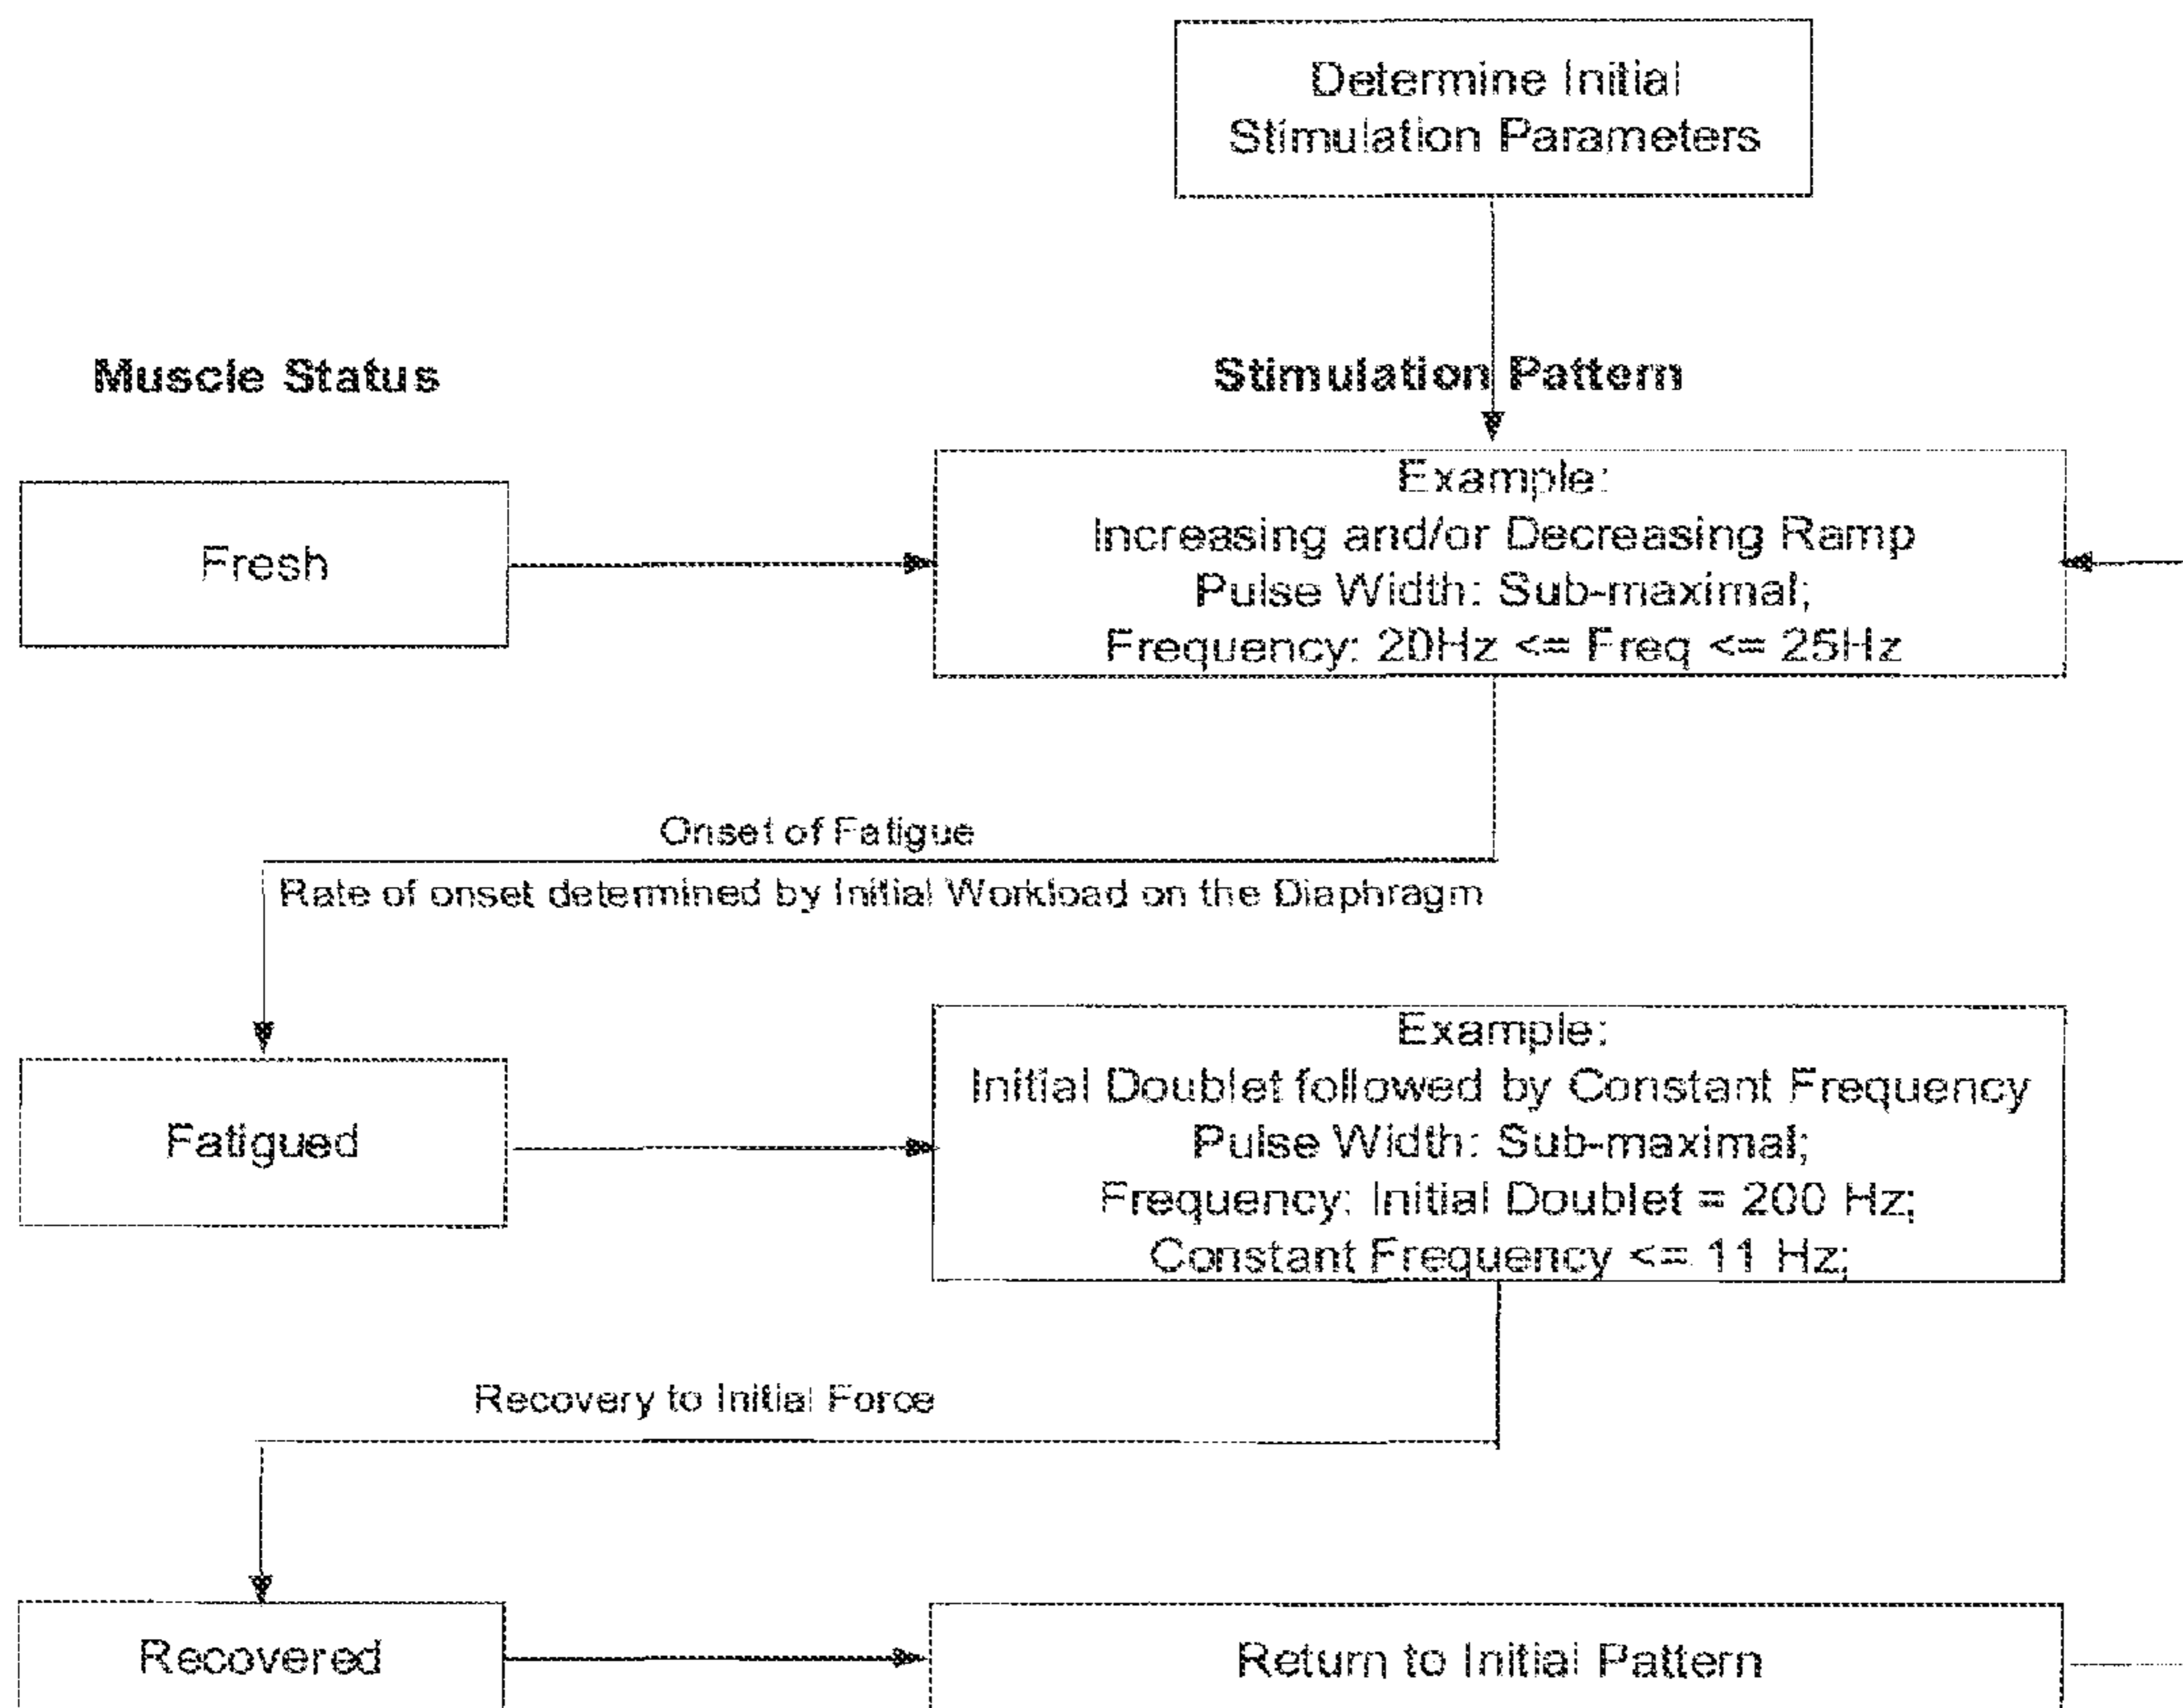 Determine Initial
Stimulation Parameters
Muscle Status
Stimulation Pattern
Fresh
Example:
Increasing and/or Decreasing Ramp
Pulse Width: Sub-maximal;
Frequency: 20Hz <= Freq <= 25Hz
Onset of Fatigue
Rate of onset determined by Initial Workload on the Diaphragm
Fatigued
Example:
Initial Doublet followed by Constant Frequency
Pulse Width: Sub-maximal;
Frequency: Initial Doublet = 200 Hz;
Constant Frequency <= 11 Hz;
Recovery to Initial Force
Recovered
Return to Initial Pattern